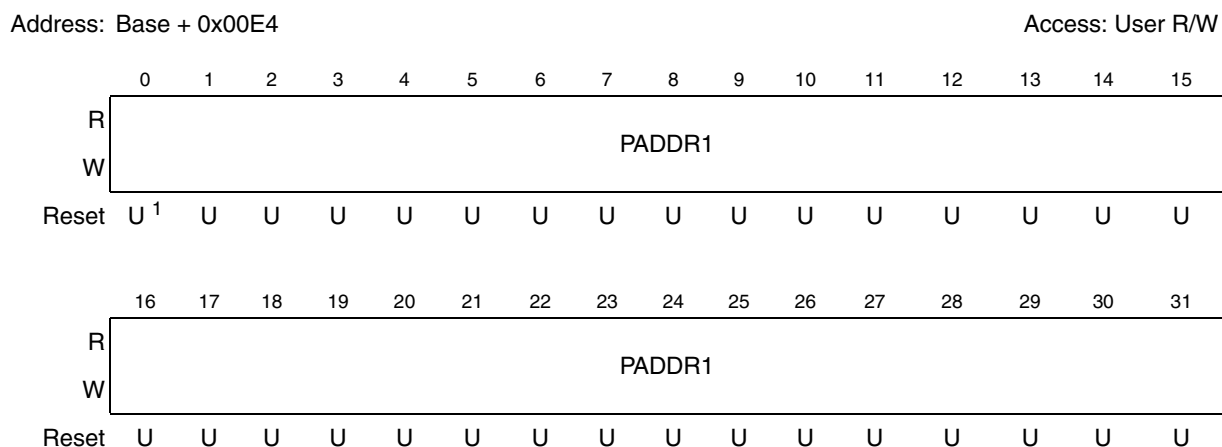 Address: Base + 0x00E4 Access: User R/W
0 1 2 3 4 5 6 7 8 9 10 11 12 13 14 15
R
PADDR1
W
Reset U 1 U U U U U U U U U U U U U U U
16 17 18 19 20 21 22 23 24 25 26 27 28 29 30 31
R
PADDR1
W
Reset U U U U U U U U U U U U U U U U